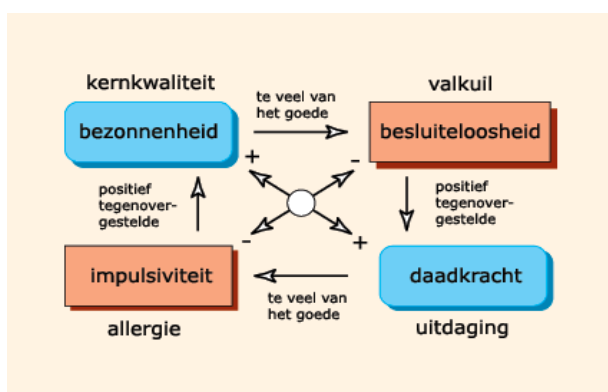 kernkwaliteit
valkuil
te veel van
het goede
bezonnenheid
besluiteloosheid
+
-
positief
tegenover-
gestelde
positief
tegenover-
gestelde
-
+
impulsiviteit
daadkracht
te veel van
het goede
allergie
uitdaging